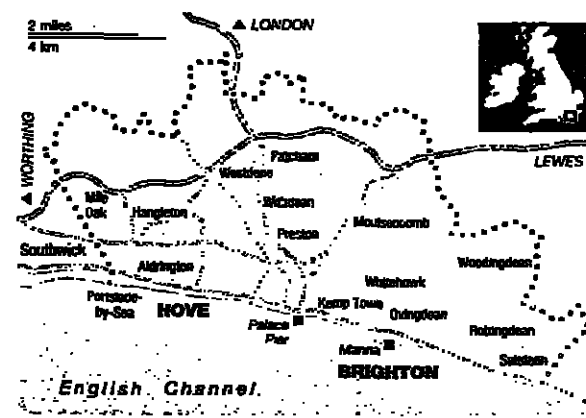 2 miles
4 km
LONDON
WORTHING
LEWES
Patcham
Westdene
Mile
Oak
Hangleton
Preston
Moulsecoomb
Southwick
Aldrington
Woodingdean
Whitehawk
Portslade-
by-Sea
HOVE
Kemp Town
Ovingdean
Palace
Pier
Rottingdean
Marina
Saltdean
BRIGHTON
English Channel